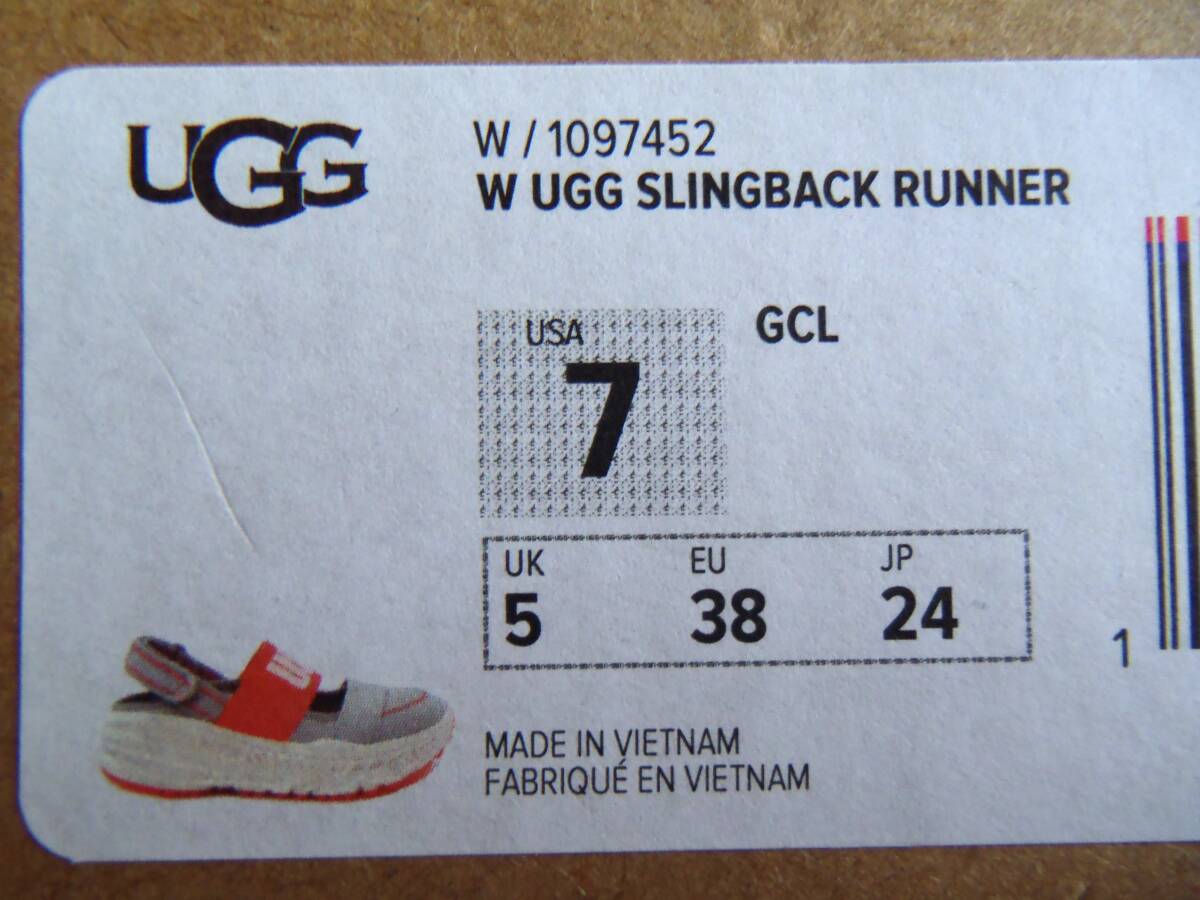 UGG
W / 1097452
W UGG SLINGBACK RUNNER
USA
7
GCL
UK EU JP
5 38 24
1
MADE IN VIETNAM
FABRIQUÉ EN VIETNAM